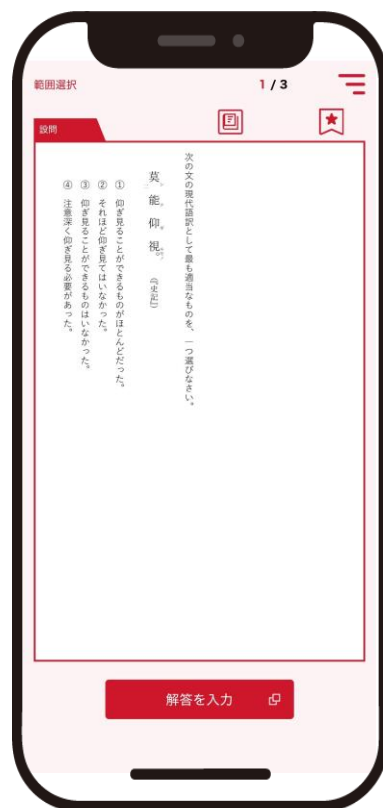 範囲選択
1 / 3
設問
次の文の現代語訳として最も適当なものを、一つ選びなさい。
莫能仰視。 (『史記』)
① 仰ぎ見ることができるものがほとんどだった。
② それほど仰ぎ見てはいなかった。
③ 仰ぎ見ることができるものはいなかった。
④ 注意深く仰ぎ見る必要があった。
解答を入力